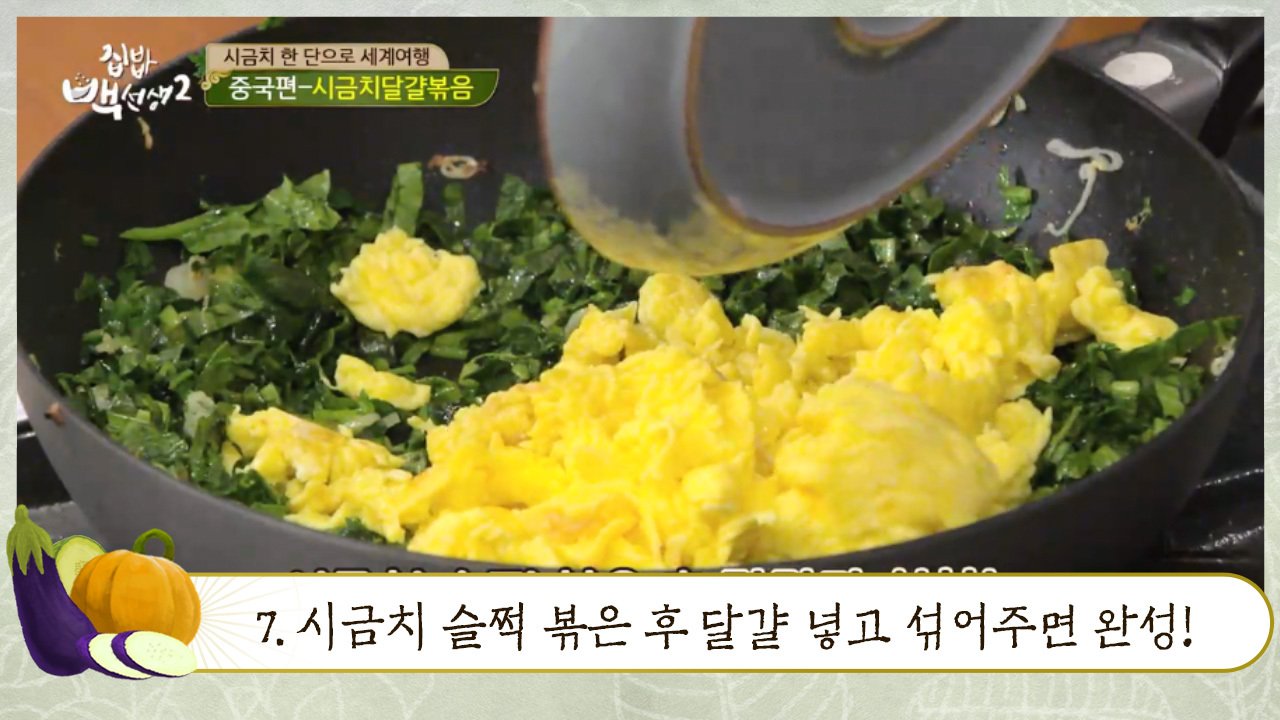 집밥
백선생2
시금치 한 단으로 세계여행
중국편-시금치달걀볶음
7. 시금치 슬쩍 볶은 후 달걀 넣고 섞어주면 완성!